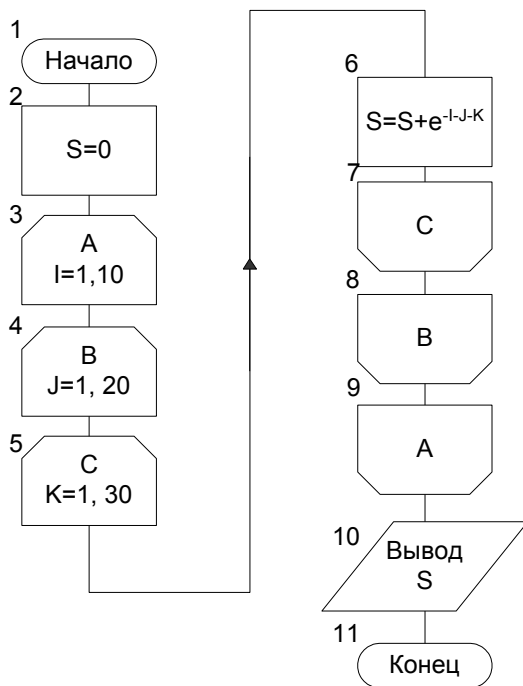 1
Начало
2
S=0
3
A
I=1,10
4
B
J=1, 20
5
C
K=1, 30
6
S=S+e^-I-J-K
7
C
8
B
9
A
10
Вывод
S
11
Конец